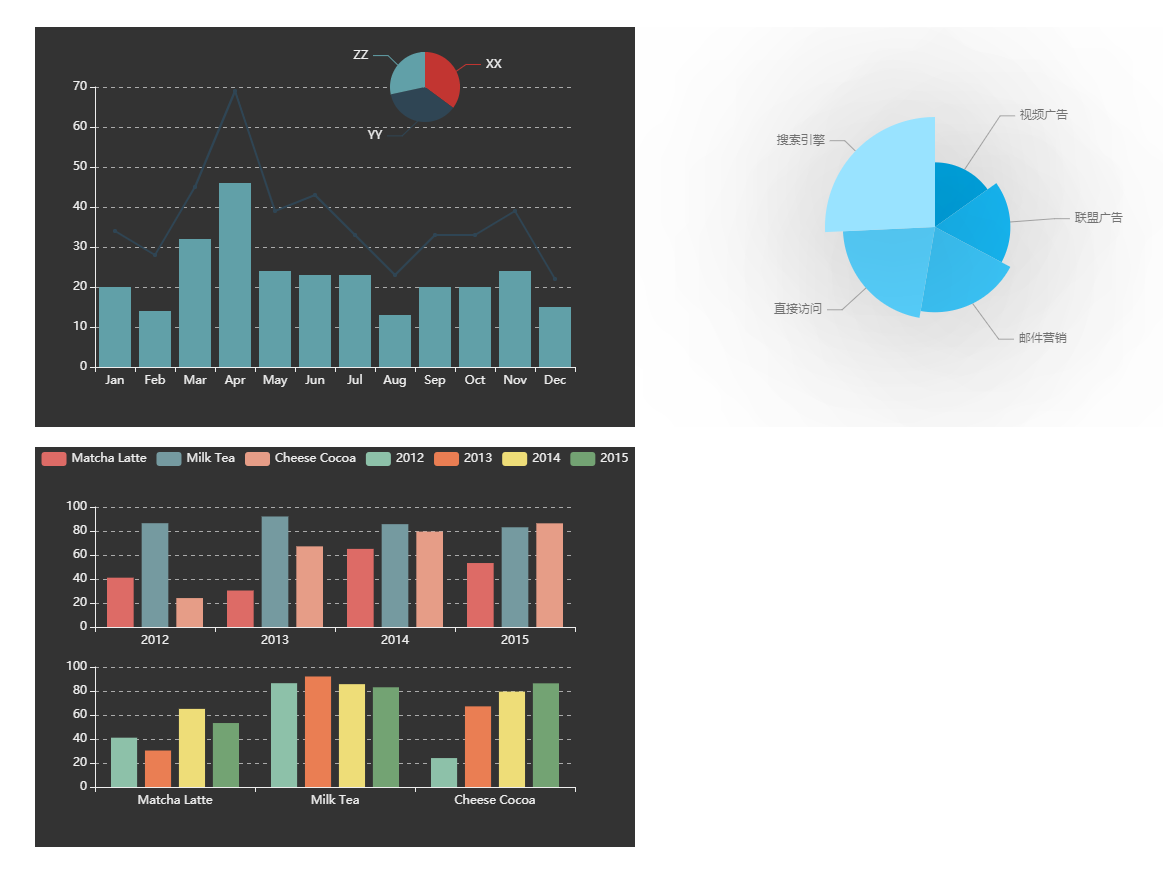 ZZ
XX
YY
70
60
50
40
30
20
10
0
Jan Feb Mar Apr May Jun Jul Aug Sep Oct Nov Dec
视频广告
搜索引擎
联盟广告
直接访问
邮件营销
Matcha Latte Milk Tea Cheese Cocoa 2012 2013 2014 2015
100
80
60
40
20
0
2012 2013 2014 2015
100
80
60
40
20
0
Matcha Latte Milk Tea Cheese Cocoa